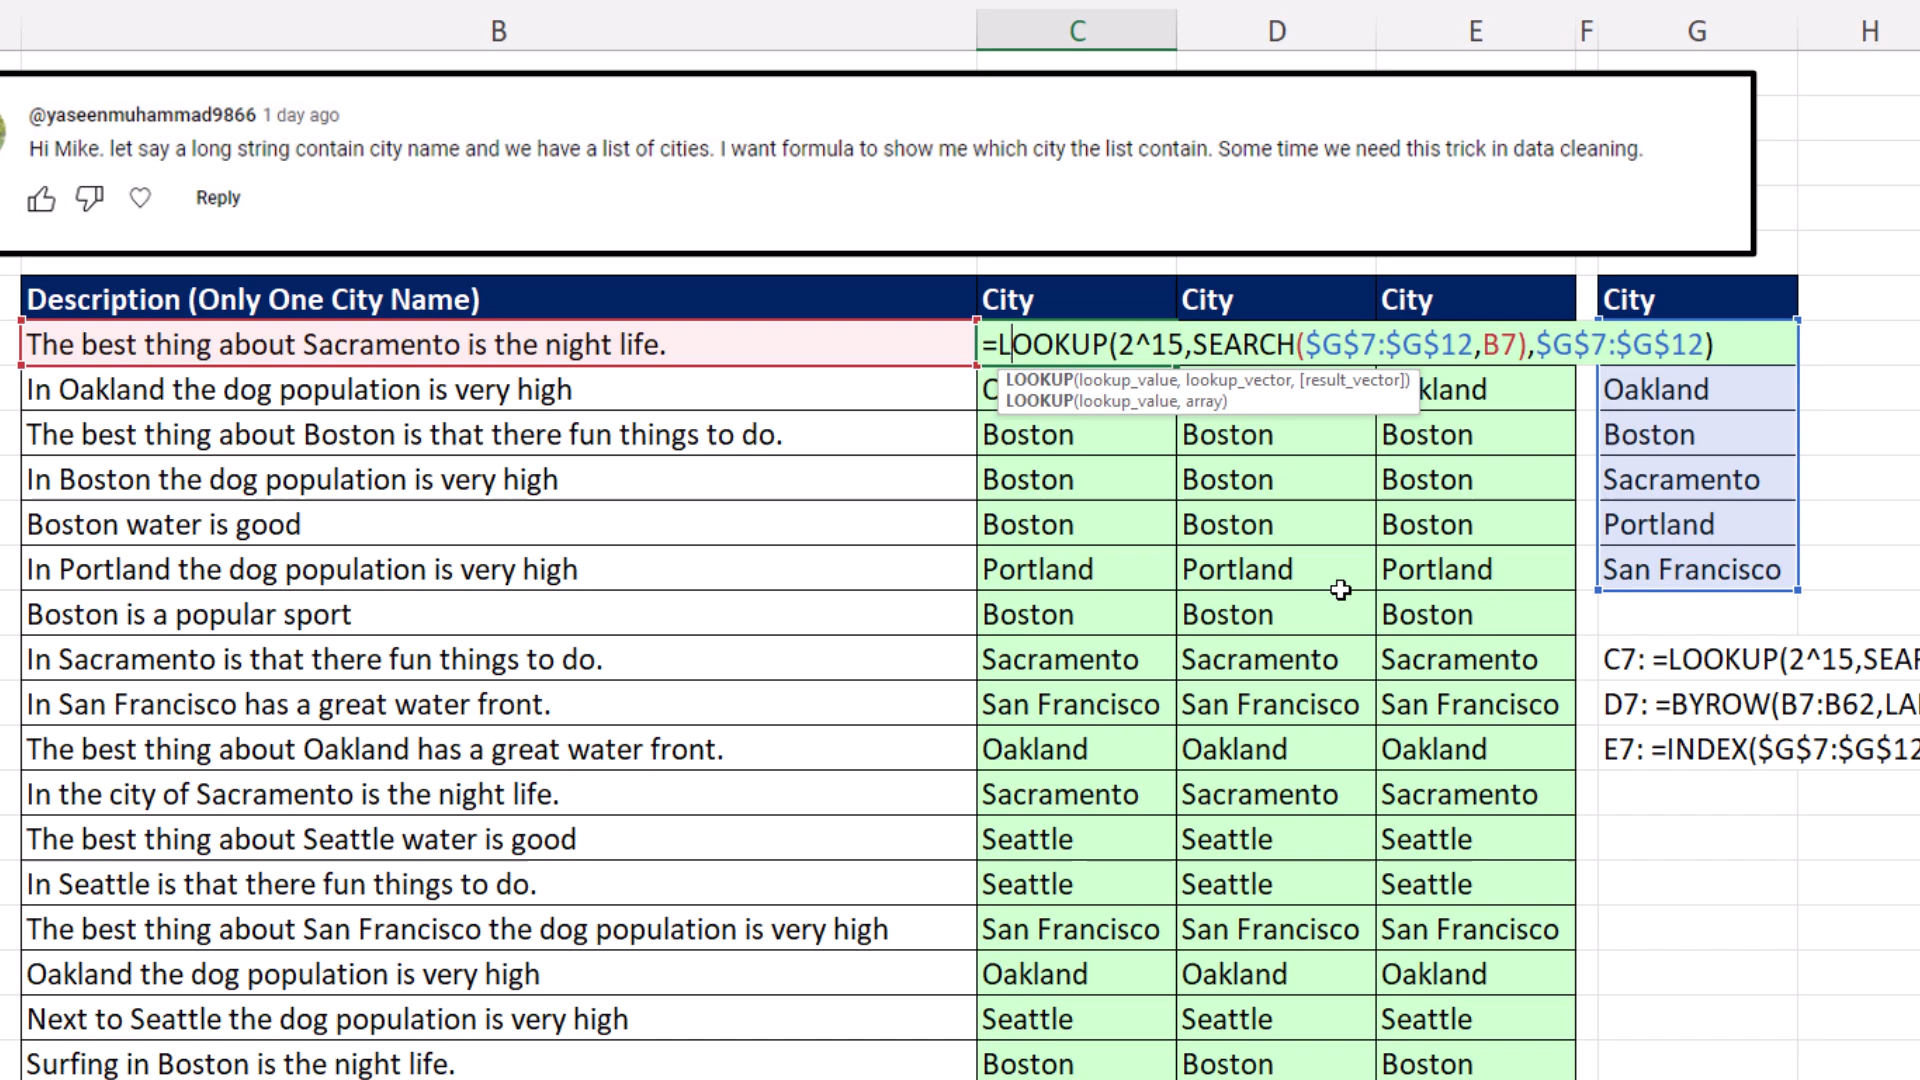 B C D E F G H
@yaseenmuhammad9866 1 day ago
Hi Mike. let say a long string contain city name and we have a list of cities. I want formula to show me which city the list contain. Some time we need this trick in data cleaning.
Reply
Description (Only One City Name) City City City City
The best thing about Sacramento is the night life. =LOOKUP(2^15,SEARCH($G$7:$G$12,B7),$G$7:$G$12)
LOOKUP(lookup_value, lookup_vector, [result_vector])
LOOKUP(lookup_value, array)
In Oakland the dog population is very high kland Oakland
The best thing about Boston is that there fun things to do. Boston Boston Boston Boston
In Boston the dog population is very high Boston Boston Boston Sacramento
Boston water is good Boston Boston Boston Portland
In Portland the dog population is very high Portland Portland Portland San Francisco
Boston is a popular sport Boston Boston Boston
In Sacramento is that there fun things to do. Sacramento Sacramento Sacramento C7: =LOOKUP(2^15,SEAR
In San Francisco has a great water front. San Francisco San Francisco San Francisco D7: =BYROW(B7:B62,LA
The best thing about Oakland has a great water front. Oakland Oakland Oakland E7: =INDEX($G$7:$G$12
In the city of Sacramento is the night life. Sacramento Sacramento Sacramento
The best thing about Seattle water is good Seattle Seattle Seattle
In Seattle is that there fun things to do. Seattle Seattle Seattle
The best thing about San Francisco the dog population is very high San Francisco San Francisco San Francisco
Oakland the dog population is very high Oakland Oakland Oakland
Next to Seattle the dog population is very high Seattle Seattle Seattle
Surfing in Boston is the night life. Boston Boston Boston